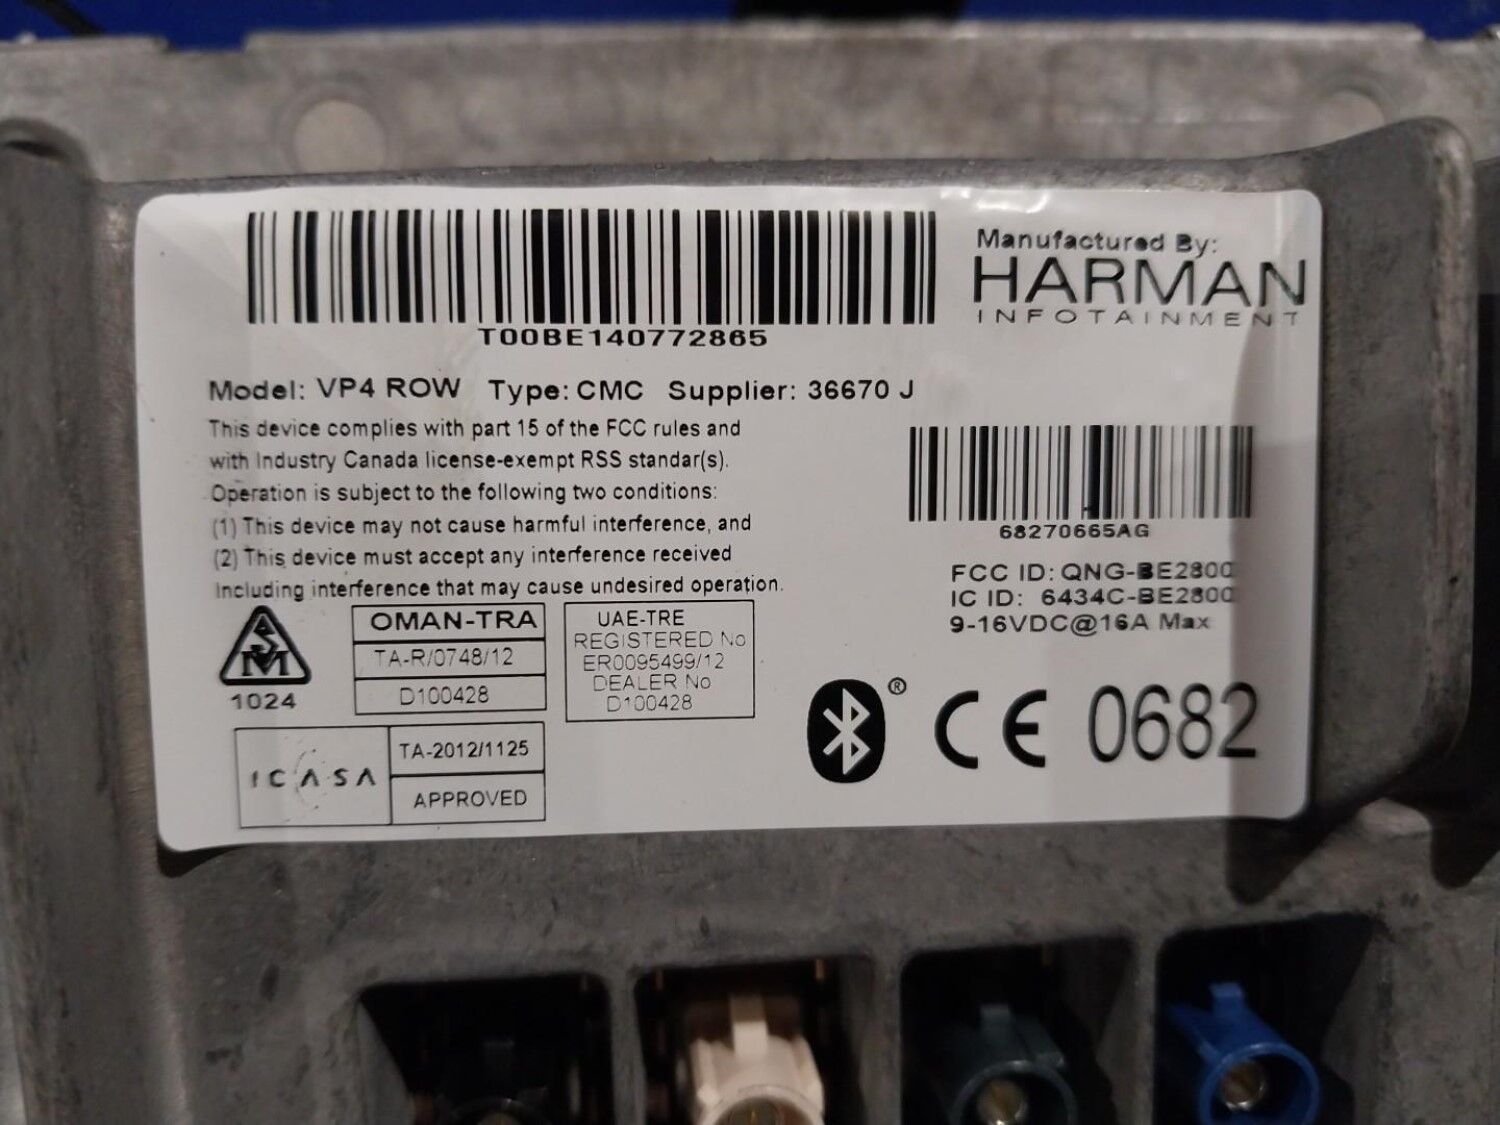 T00BE140772865
Manufactured By:
HARMAN
INFOTAINMENT
Model: VP4 ROW Type: CMC Supplier: 36670 J
This device complies with part 15 of the FCC rules and
with Industry Canada license-exempt RSS standar(s).
Operation is subject to the following two conditions:
(1) This device may not cause harmful interference, and
(2) This device must accept any interference received
Including interference that may cause undesired operation.
68270665AG
FCC ID: QNG-BE2800
IC ID: 6434C-BE2800
9-16VDC@16A Max
SM
1024
OMAN-TRA
TA-R/0748/12
D100428
UAE-TRE
REGISTERED No
ER0095499/12
DEALER No
D100428
ICASA
TA-2012/1125
APPROVED
® CE 0682